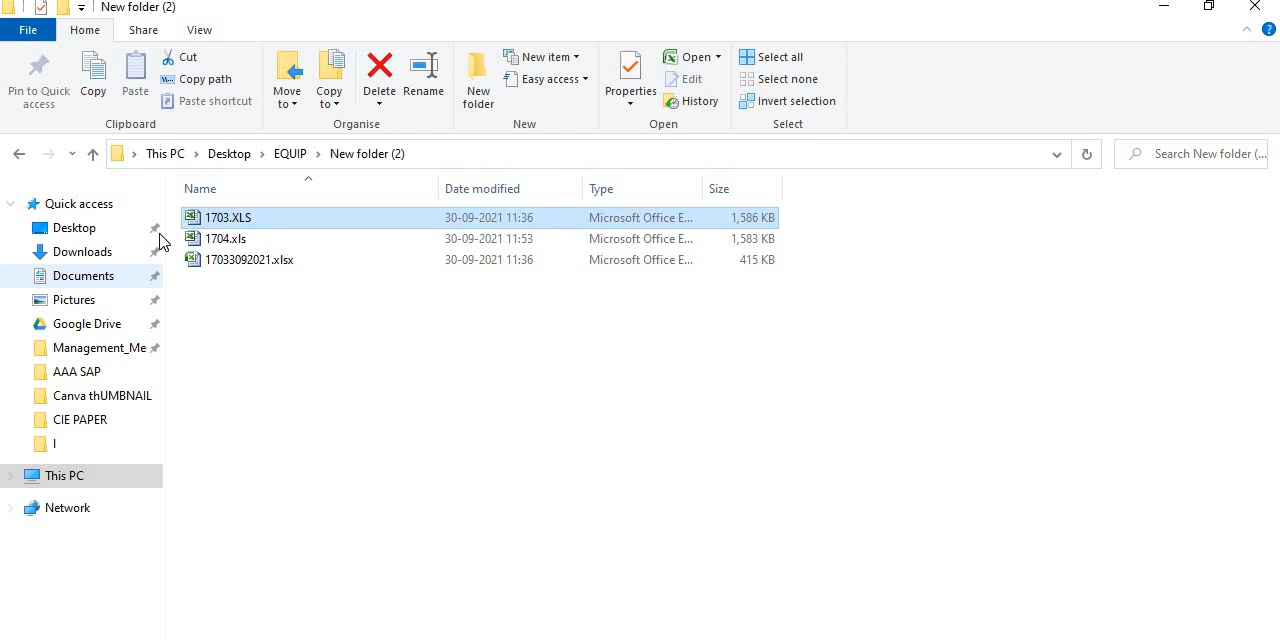 New folder (2)
File Home Share View
Pin to Quick access
Copy
Paste
Cut
Copy path
Paste shortcut
Clipboard
Move to
Copy to
Delete
Rename
Organise
New folder
New item
Easy access
New
Properties
Open
Edit
History
Open
Select all
Select none
Invert selection
Select
This PC > Desktop > EQUIP > New folder (2)
Search New folder (...
Name Date modified Type Size
1703.XLS 30-09-2021 11:36 Microsoft Office E... 1,586 KB
1704.xls 30-09-2021 11:53 Microsoft Office E... 1,583 KB
17033092021.xlsx 30-09-2021 11:36 Microsoft Office E... 415 KB
Quick access
Desktop
Downloads
Documents
Pictures
Google Drive
Management_Me
AAA SAP
Canva thUMBNAIL
CIE PAPER
I
This PC
Network